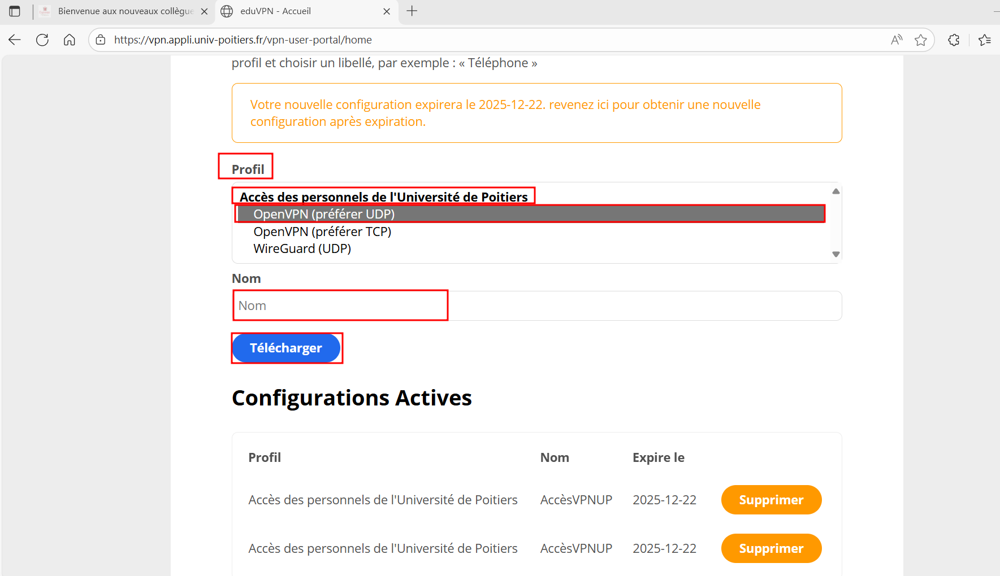 Bienvenue aux nouveaux collègue
eduVPN - Accueil
https://vpn.appli.univ-poitiers.fr/vpn-user-portal/home
profil et choisir un libellé, par exemple : « Téléphone »
Votre nouvelle configuration expirera le 2025-12-22. revenez ici pour obtenir une nouvelle
configuration après expiration.
Profil
Accès des personnels de l'Université de Poitiers
OpenVPN (préférer UDP)
OpenVPN (préférer TCP)
WireGuard (UDP)
Nom
Nom
Télécharger
Configurations Actives
Profil Nom Expire le
Accès des personnels de l'Université de Poitiers AccèsVPNUP 2025-12-22 Supprimer
Accès des personnels de l'Université de Poitiers AccèsVPNUP 2025-12-22 Supprimer